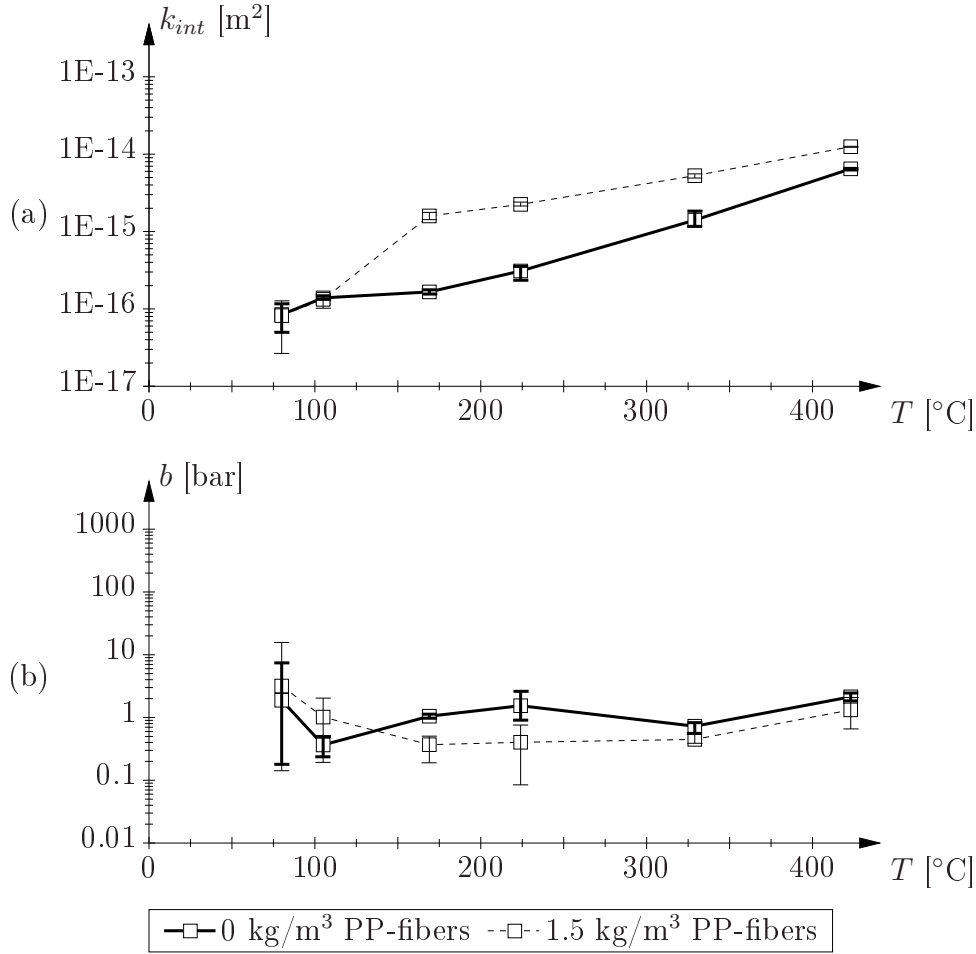 k_int [m²]
1E-13
1E-14
(a)
1E-15
1E-16
1E-17
0 100 200 300 400 T [°C]
b [bar]
1000
100
10
(b)
1
0.1
0.01
0 100 200 300 400 T [°C]
0 kg/m³ PP-fibers 1.5 kg/m³ PP-fibers